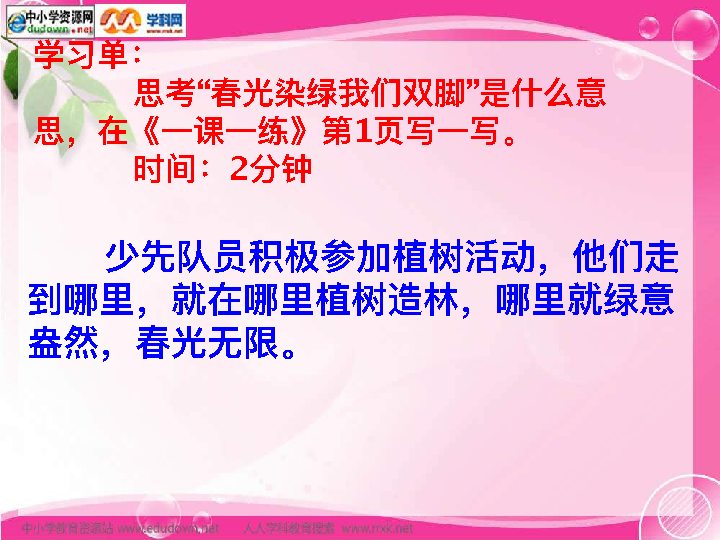 中小学资源网
dudown.net
学科网
www.nxk.net
学习单：
思考“春光染绿我们双脚”是什么意
思，在《一课一练》第1页写一写。
时间：2分钟
少先队员积极参加植树活动，他们走
到哪里，就在哪里植树造林，哪里就绿意
盎然，春光无限。
中小学教育资源站 www.edudown.net 人人学科教育搜索 www.nxk.net